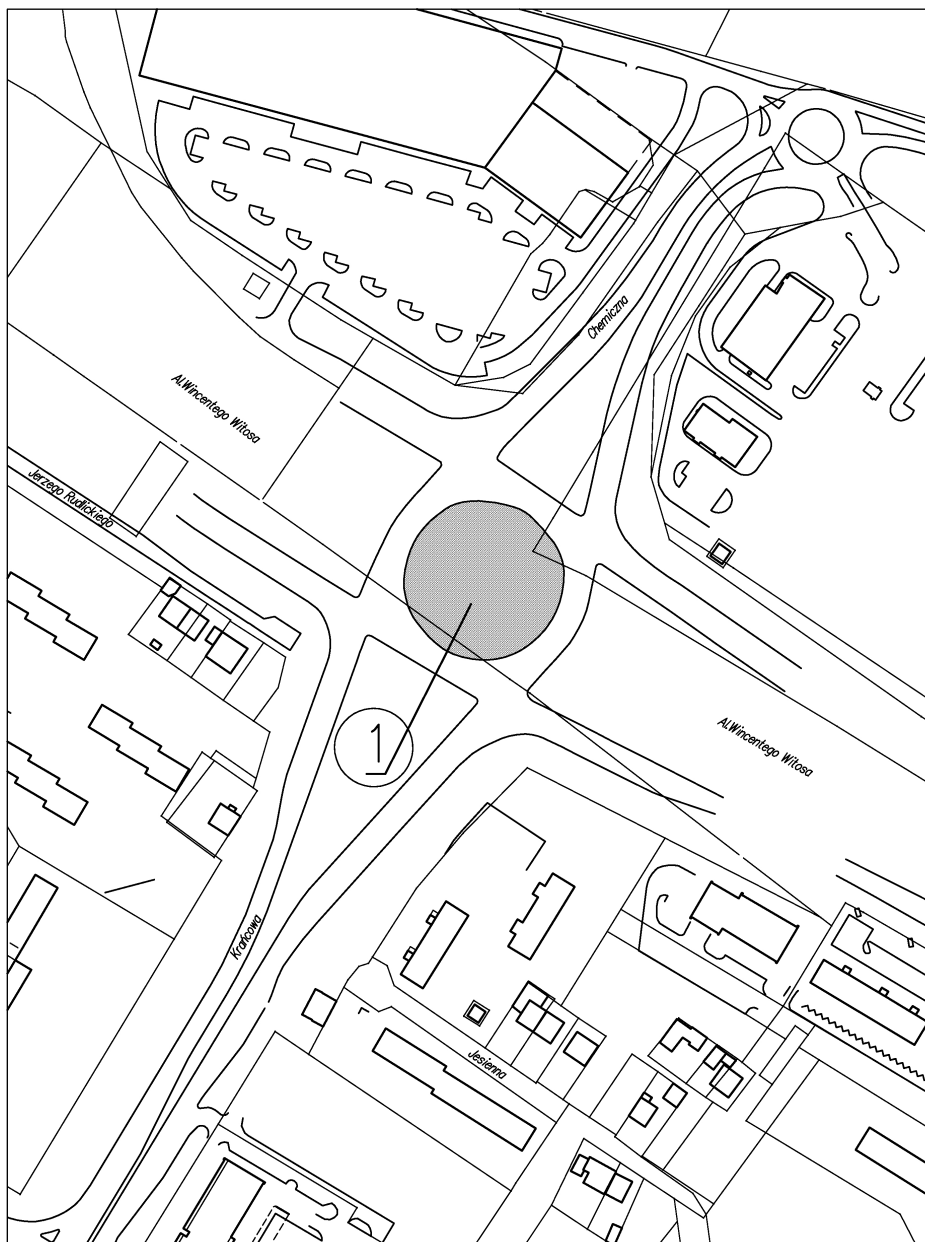 Chemiczna
Al.Wincentego Witosa
Jerzego Rudlickiego
1
Al.Wincentego Witosa
Krańcowa
Jesienna